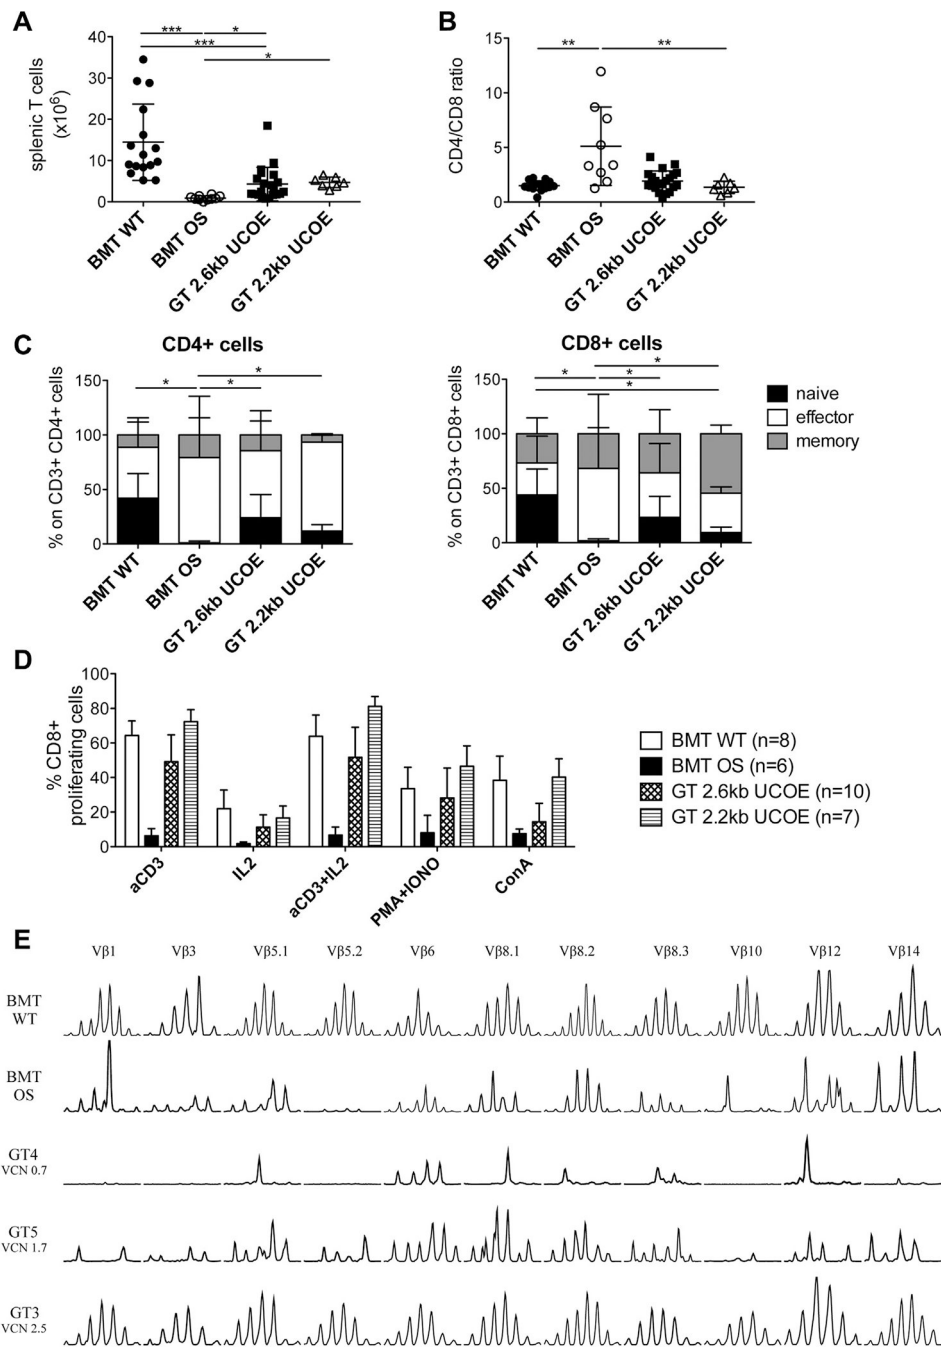 A
splenic T cells
(x10⁶)
40
30
20
10
0
***
*
***
*
BMT WT
BMT OS
GT 2.6kb UCOE
GT 2.2kb UCOE
B
CD4/CD8 ratio
15
10
5
0
**
**
BMT WT
BMT OS
GT 2.6kb UCOE
GT 2.2kb UCOE
C
CD4+ cells
% on CD3+ CD4+ cells
150
100
50
0
*
*
*
BMT WT
BMT OS
GT 2.6kb UCOE
GT 2.2kb UCOE
CD8+ cells
% on CD3+ CD8+ cells
150
100
50
0
*
*
*
*
BMT WT
BMT OS
GT 2.6kb UCOE
GT 2.2kb UCOE
naive
effector
memory
D
% CD8+
proliferating cells
100
80
60
40
20
0
aCD3
IL2
aCD3+IL2
PMA+IONO
ConA
BMT WT (n=8)
BMT OS (n=6)
GT 2.6kb UCOE (n=10)
GT 2.2kb UCOE (n=7)
E
Vβ1 Vβ3 Vβ5.1 Vβ5.2 Vβ6 Vβ8.1 Vβ8.2 Vβ8.3 Vβ10 Vβ12 Vβ14
BMT
WT
BMT
OS
GT4
VCN 0.7
GT5
VCN 1.7
GT3
VCN 2.5